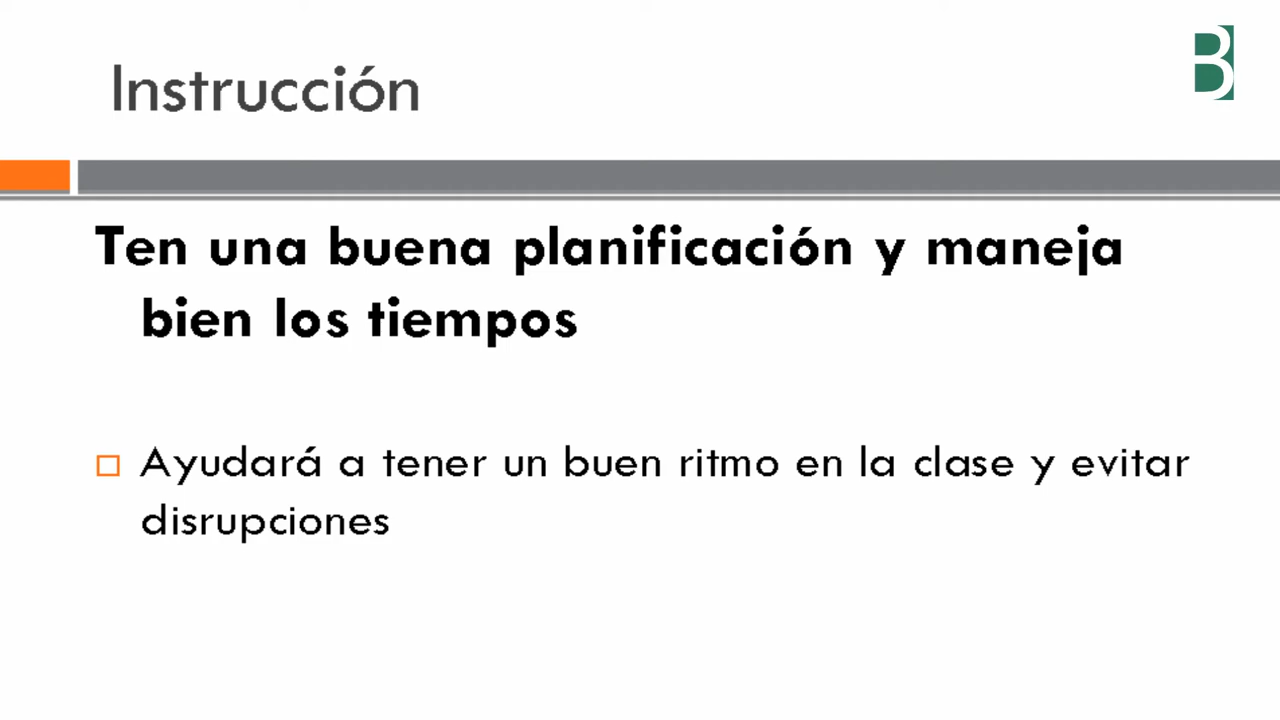 B
Instrucción
Ten una buena planificación y maneja
bien los tiempos
Ayudará a tener un buen ritmo en la clase y evitar
disrupciones